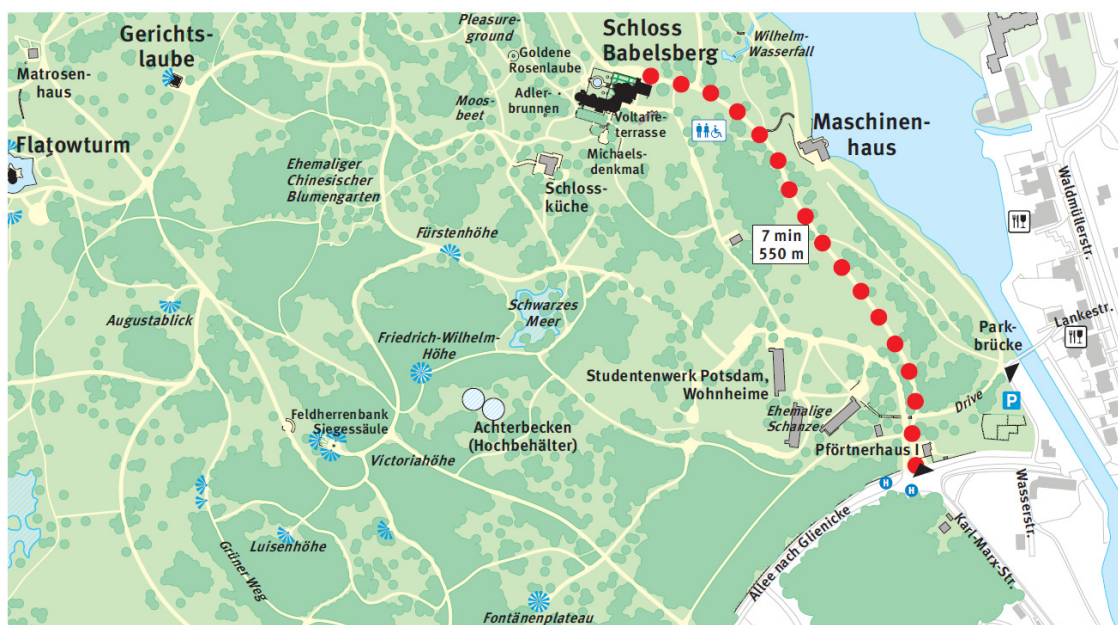 Pleasure-
ground
Schloss
Babelsberg
Wilhelm-
Wasserfall
Gerichts-
laube
Goldene
Rosenlaube
Matrosen-
haus
Adler-
brunnen
Moos-
beet
Voltaire-
terrasse
Maschinen-
haus
Flatowturm
Michaels-
denkmal
Ehemaliger
Chinesischer
Blumengarten
Schloss-
küche
Waldmüllerstr.
Fürstenhöhe
7 min
550 m
Schwarzes
Meer
Augustablick
Friedrich-Wilhelm-
Höhe
Lankestr.
Park-
brücke
Studentenwerk Potsdam,
Wohnheime
Drive
P
Feldherrenbank
Siegessäule
Achterbecken
(Hochbehälter)
Ehemalige
Schanze
Victoriahöhe
Pförtnerhaus I
H
H
Wasserstr.
Luisenhöhe
Grüner Weg
Allee nach Glienicke
Karl-Marx-Str.
Fontänenplateau